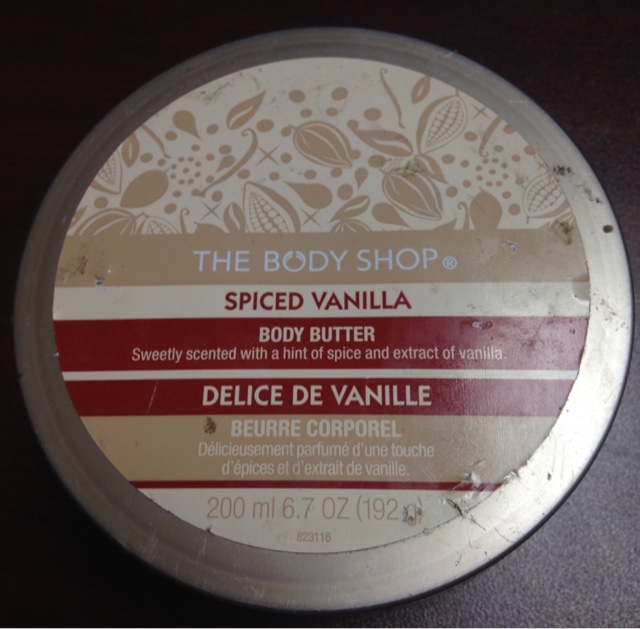 THE BODY SHOP®
SPICED VANILLA
BODY BUTTER
Sweetly scented with a hint of spice and extract of vanilla.
DELICE DE VANILLE
BEURRE CORPOREL
Délicieusement parfumé d'une touche
d'épices et d'extrait de vanille.
200 ml 6.7 OZ (192 g)
823116